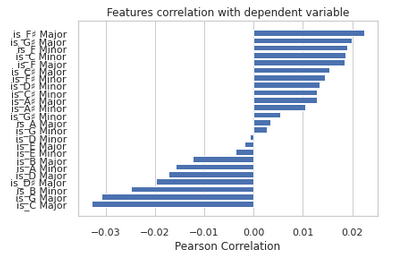 Features correlation with dependent variable
is_F♯ Major
is_G♯ Major
is_F Minor
is_C Minor
is_F Major
is_C♯ Major
is_F♯ Minor
is_D♯ Minor
is_C♯ Minor
is_A♯ Major
is_A♯ Minor
is_G♯ Minor
is_A Major
is_G Minor
is_D Minor
is_E Major
is_E Minor
is_B Major
is_A Minor
is_D Major
is_D♯ Major
is_B Minor
is_G Major
is_C Major
−0.03 −0.02 −0.01 0.00 0.01 0.02
Pearson Correlation